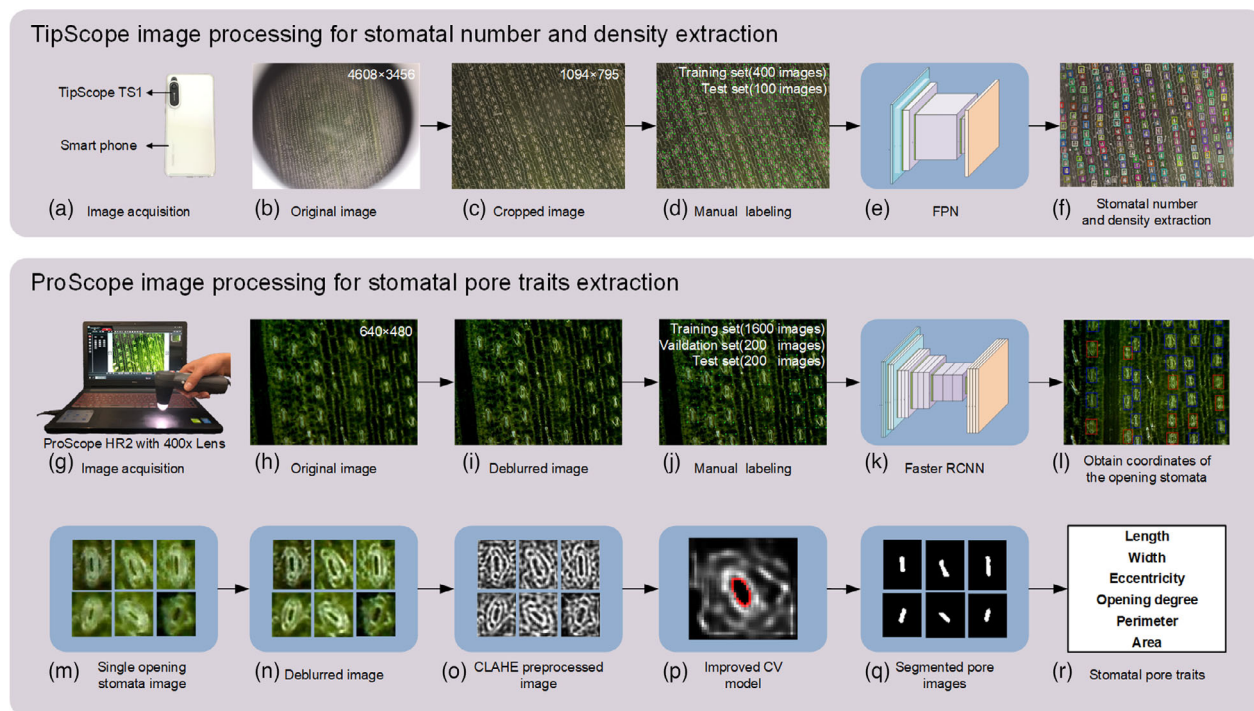 TipScope image processing for stomatal number and density extraction
TipScope TS1
Smart phone
4608×3456
1094×795
Training set(400 images)
Test set(100 images)
(a) Image acquisition
(b) Original image
(c) Cropped image
(d) Manual labeling
(e) FPN
(f) Stomatal number
and density extraction
ProScope image processing for stomatal pore traits extraction
640×480
Training set(1600 images)
Vaildation set(200 images)
Test set(200 images)
ProScope HR2 with 400x Lens
(g) Image acquisition
(h) Original image
(i) Deblurred image
(j) Manual labeling
(k) Faster RCNN
(l) Obtain coordinates of
the opening stomata
Length
Width
Eccentricity
Opening degree
Perimeter
Area
(m) Single opening
stomata image
(n) Deblurred image
(o) CLAHE preprocessed
image
(p) Improved CV
model
(q) Segmented pore
images
(r) Stomatal pore traits